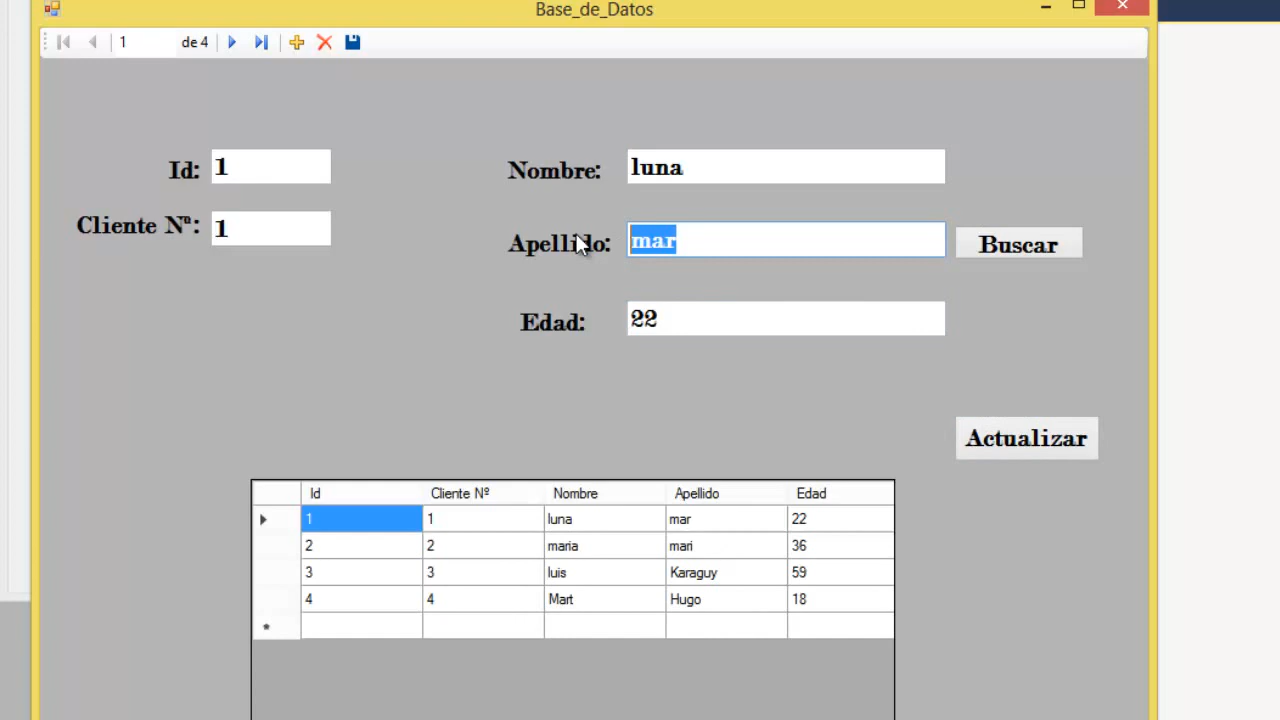 Base_de_Datos
1 de 4
Id: 1
Nombre: luna
Cliente Nº: 1
Apellido: mar
Buscar
Edad: 22
Actualizar
Id Cliente Nº Nombre Apellido Edad
1 1 luna mar 22
2 2 maria mari 36
3 3 luis Karaguy 59
4 4 Mart Hugo 18